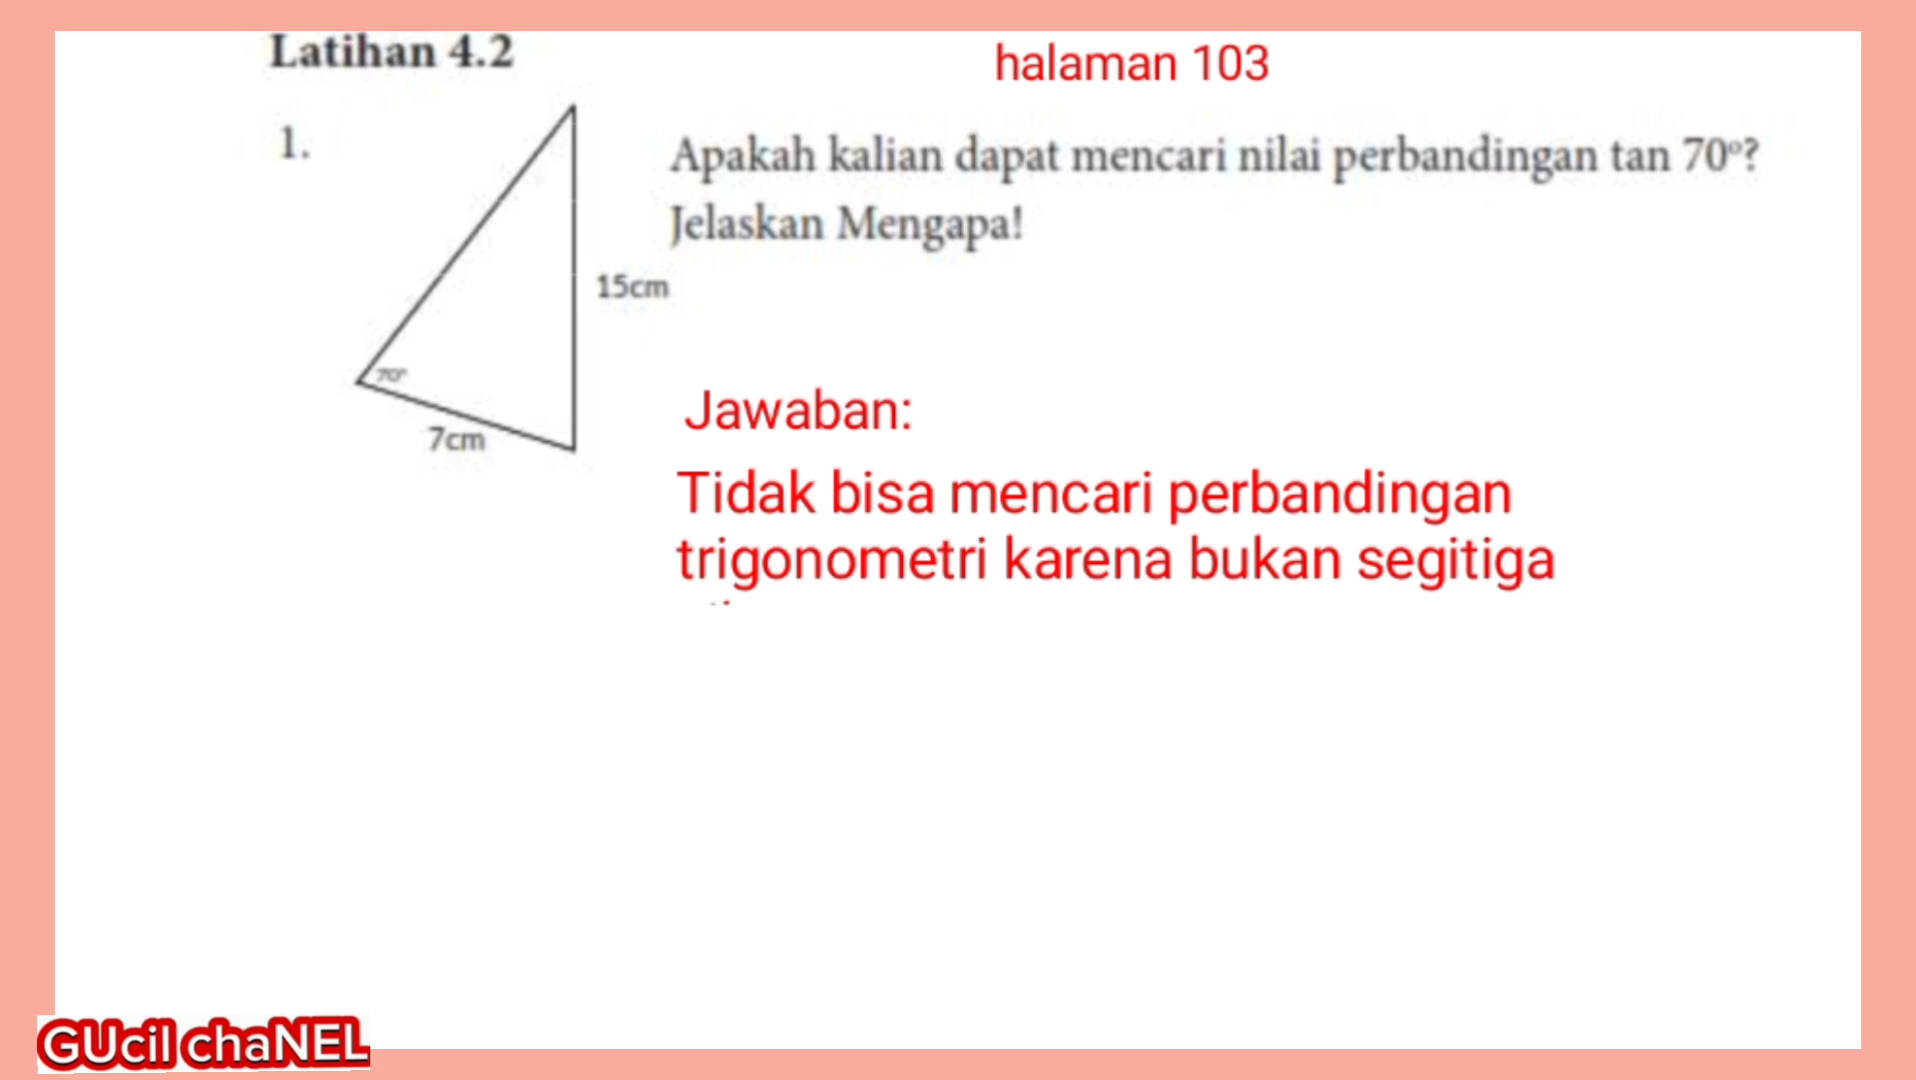 Latihan 4.2
halaman 103
1.
Apakah kalian dapat mencari nilai perbandingan tan 70º?
Jelaskan Mengapa!
15cm
70°
7cm
Jawaban:
Tidak bisa mencari perbandingan
trigonometri karena bukan segitiga
GUcil chaNEL